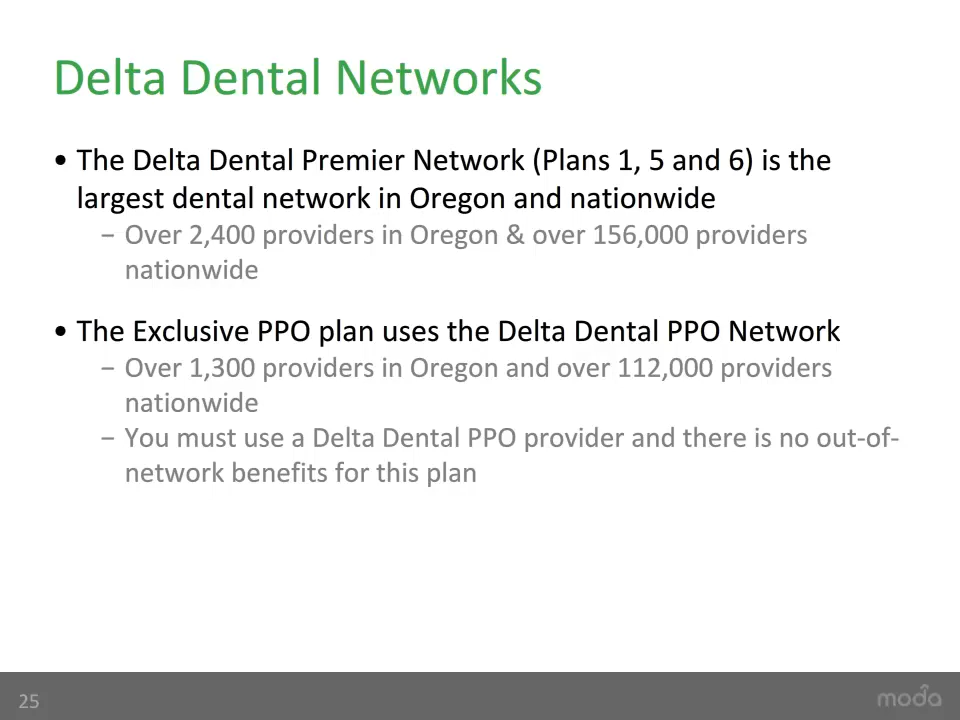 Delta Dental Networks
• The Delta Dental Premier Network (Plans 1, 5 and 6) is the
largest dental network in Oregon and nationwide
– Over 2,400 providers in Oregon & over 156,000 providers
nationwide
• The Exclusive PPO plan uses the Delta Dental PPO Network
– Over 1,300 providers in Oregon and over 112,000 providers
nationwide
– You must use a Delta Dental PPO provider and there is no out-of-
network benefits for this plan
25
moda